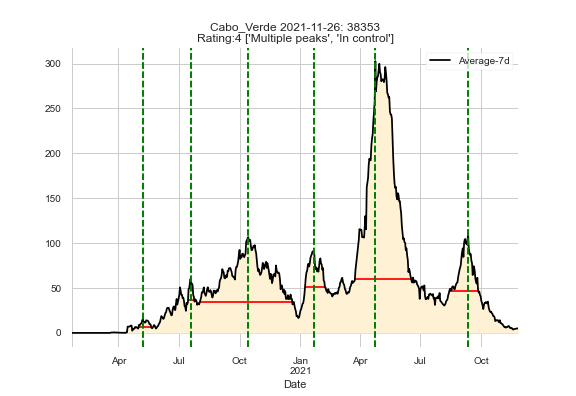 Cabo_Verde 2021-11-26: 38353
Rating:4 ['Multiple peaks', 'In control']
Average-7d
300
250
200
150
100
50
0
Apr Jul Oct Jan Apr Jul Oct
2021
Date